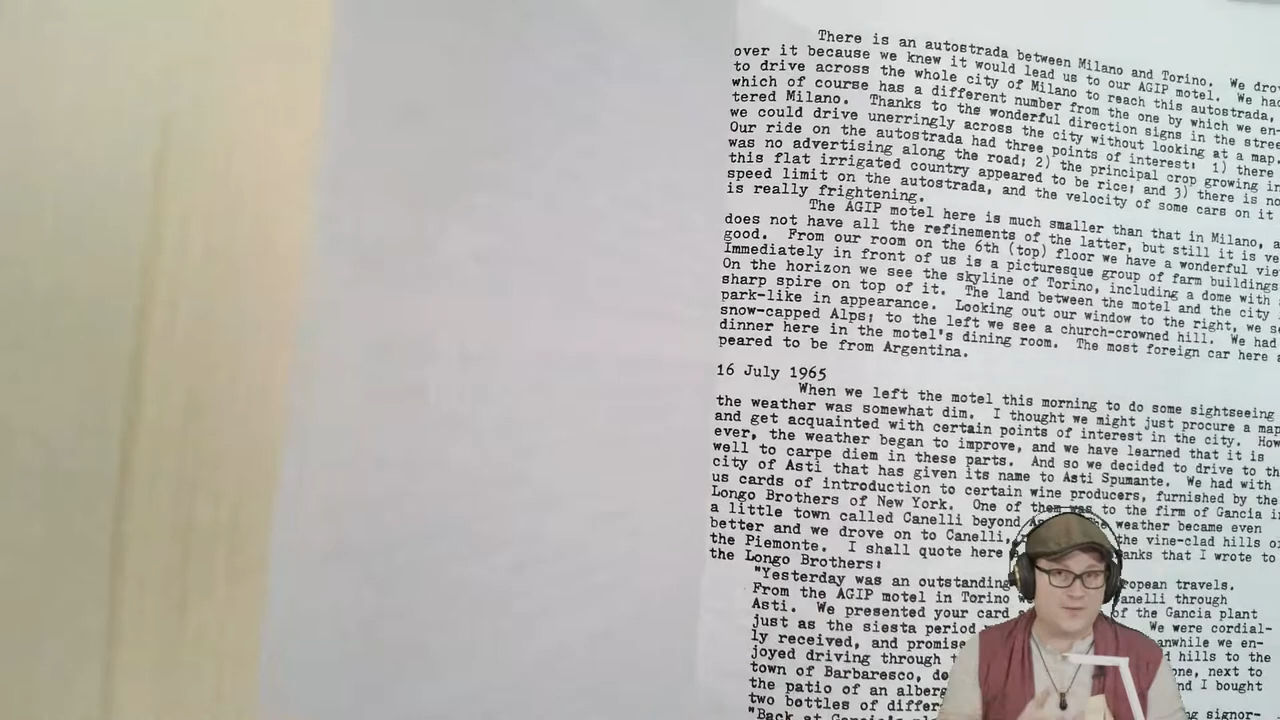 There is an autostrada between Milano and Torino. We drov
over it because we knew it would lead us to our AGIP motel. We had
to drive across the whole city of Milano to reach this autostrada,
which of course has a different number from the one by which we en-
tered Milano. Thanks to the wonderful direction signs in the stree
we could drive unerringly across the city without looking at a map.
Our ride on the autostrada had three points of interest: 1) there
was no advertising along the road; 2) the principal crop growing in
this flat irrigated country appeared to be rice; and 3) there is no
speed limit on the autostrada, and the velocity of some cars on it
is really frightening.
The AGIP motel here is much smaller than that in Milano, a
does not have all the refinements of the latter, but still it is ve
good. From our room on the 6th (top) floor we have a wonderful vie
Immediately in front of us is a picturesque group of farm buildings
On the horizon we see the skyline of Torino, including a dome with
sharp spire on top of it. The land between the motel and the city
park-like in appearance. Looking out our window to the right, we se
snow-capped Alps; to the left we see a church-crowned hill. We had
dinner here in the motel's dining room. The most foreign car here a
peared to be from Argentina.
16 July 1965
When we left the motel this morning to do some sightseeing
the weather was somewhat dim. I thought we might just procure a map
and get acquainted with certain points of interest in the city. How
ever, the weather began to improve, and we have learned that it is
well to carpe diem in these parts. And so we decided to drive to th
city of Asti that has given its name to Asti Spumante. We had with
us cards of introduction to certain wine producers, furnished by the
Longo Brothers of New York. One of them was to the firm of Gancia in
a little town called Canelli beyond As he weather became even
better and we drove on to Canelli, the vine-clad hills o
the Piemonte. I shall quote here anks that I wrote to
the Longo Brothers:
"Yesterday was an outstanding ropean travels.
From the AGIP motel in Torino w anelli through
Asti. We presented your card of the Gancia plant
just as the siesta period We were cordial-
ly received, and promise anwhile we en-
joyed driving through t d hills to the
town of Barbaresco, de one, next to
the patio of an alberg nd I bought
two bottles of differ
"Back at Gancia's ng signor-